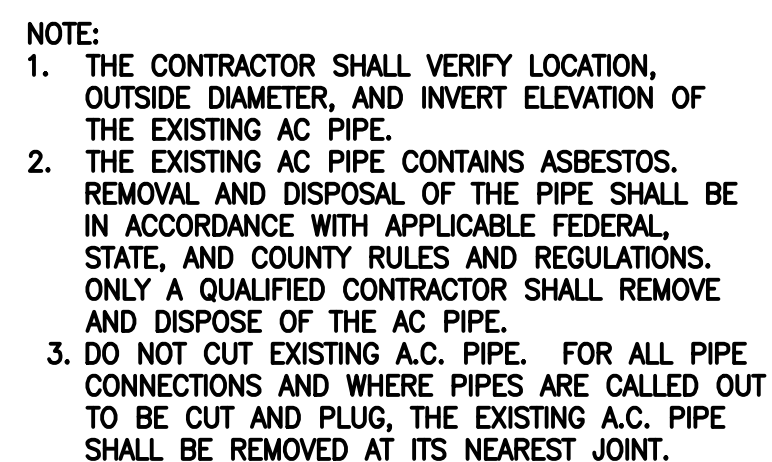 NOTE:
1. THE CONTRACTOR SHALL VERIFY LOCATION,
OUTSIDE DIAMETER, AND INVERT ELEVATION OF
THE EXISTING AC PIPE.
2. THE EXISTING AC PIPE CONTAINS ASBESTOS.
REMOVAL AND DISPOSAL OF THE PIPE SHALL BE
IN ACCORDANCE WITH APPLICABLE FEDERAL,
STATE, AND COUNTY RULES AND REGULATIONS.
ONLY A QUALIFIED CONTRACTOR SHALL REMOVE
AND DISPOSE OF THE AC PIPE.
3. DO NOT CUT EXISTING A.C. PIPE. FOR ALL PIPE
CONNECTIONS AND WHERE PIPES ARE CALLED OUT
TO BE CUT AND PLUG, THE EXISTING A.C. PIPE
SHALL BE REMOVED AT ITS NEAREST JOINT.